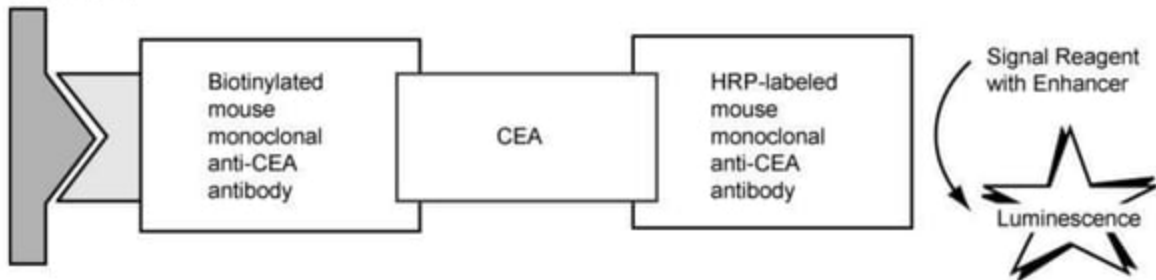 Biotinylated
mouse
monoclonal
anti-CEA
antibody
CEA
HRP-labeled
mouse
monoclonal
anti-CEA
antibody
Signal Reagent
with Enhancer
Luminescence